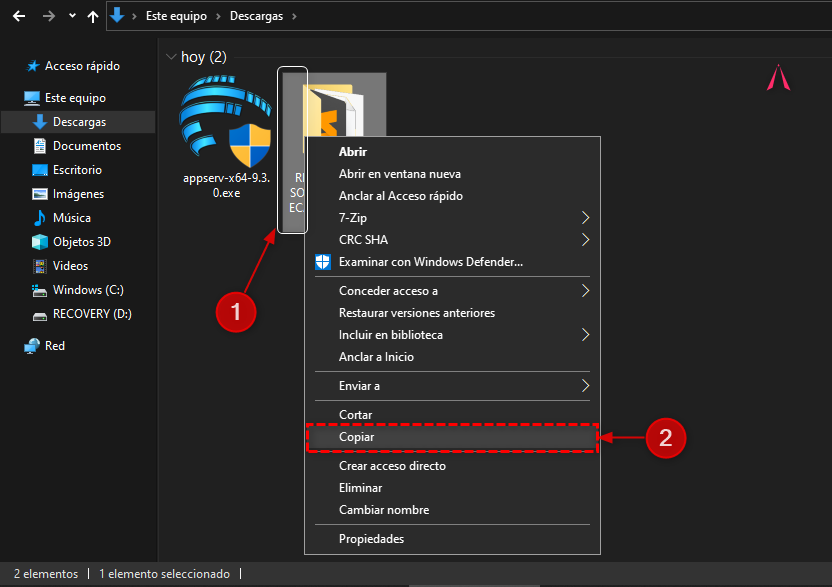 Este equipo
Descargas
Acceso rápido
Este equipo
Descargas
Documentos
Escritorio
Imágenes
Música
Objetos 3D
Videos
Windows (C:)
RECOVERY (D:)
Red
hoy (2)
appserv-x64-9.3.
0.exe
1
Abrir
Abrir en ventana nueva
Anclar al Acceso rápido
7-Zip
CRC SHA
Examinar con Windows Defender...
Conceder acceso a
Restaurar versiones anteriores
Incluir en biblioteca
Anclar a Inicio
Enviar a
Cortar
Copiar
2
Crear acceso directo
Eliminar
Cambiar nombre
Propiedades
2 elementos
1 elemento seleccionado